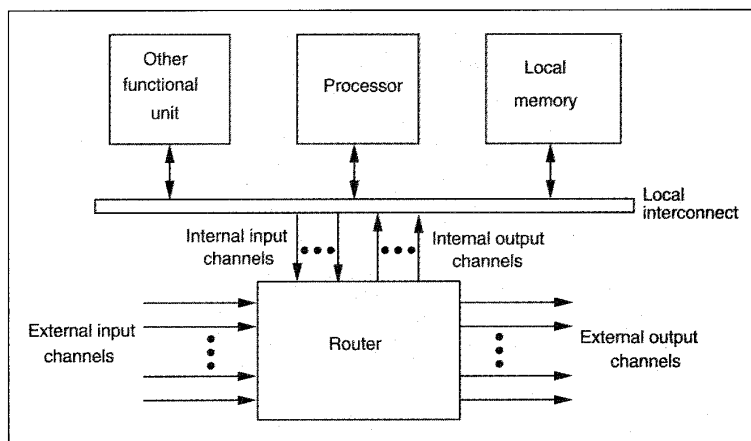 Other
functional
unit
Processor
Local
memory
Local
interconnect
Internal input
channels
Internal output
channels
External input
channels
Router
External output
channels